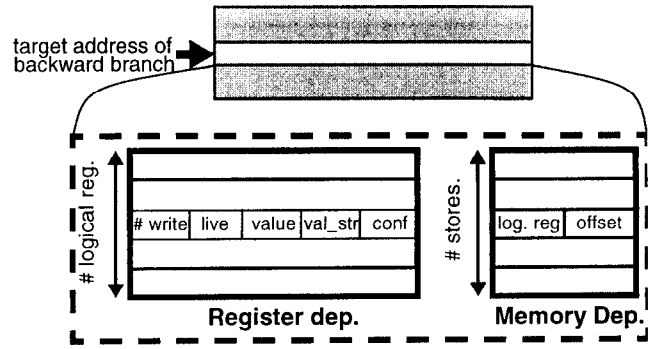 target address of
backward branch
# logical reg.
# write live value val_str conf
# stores.
log. reg offset
Register dep.
Memory Dep.